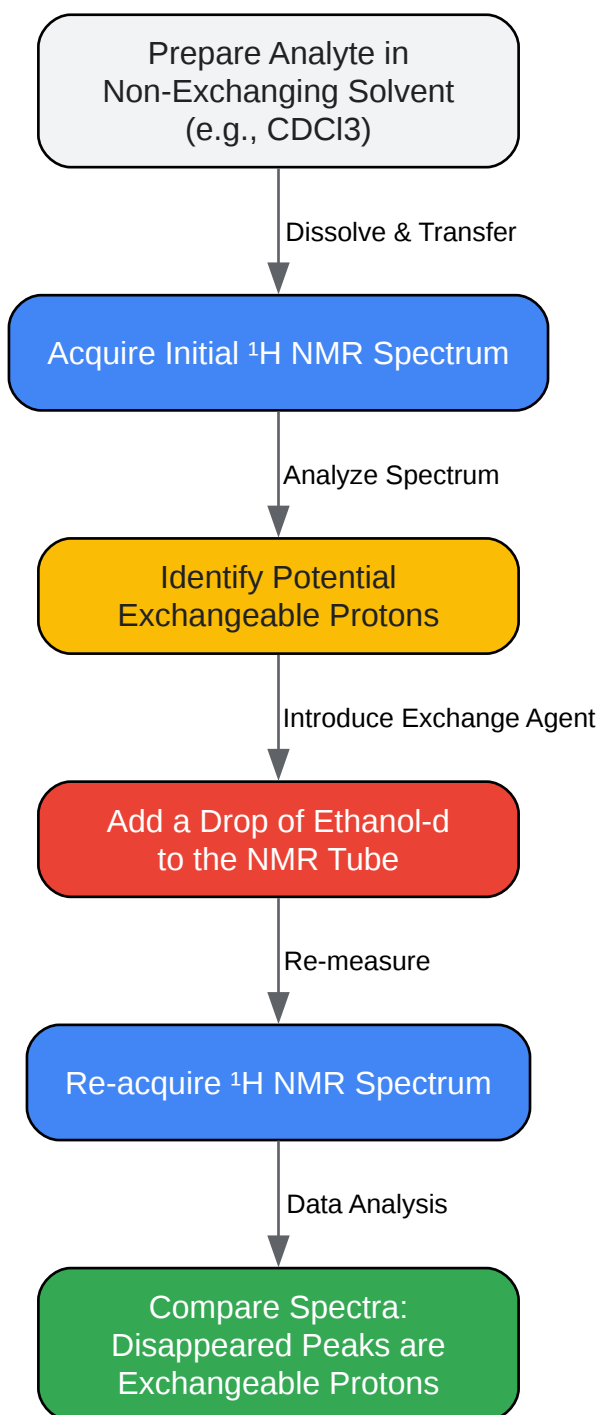 Prepare Analyte in
Non-Exchanging Solvent
(e.g., CDCl3)
Dissolve & Transfer
Acquire Initial ¹H NMR Spectrum
Analyze Spectrum
Identify Potential
Exchangeable Protons
Introduce Exchange Agent
Add a Drop of Ethanol-d
to the NMR Tube
Re-measure
Re-acquire ¹H NMR Spectrum
Data Analysis
Compare Spectra:
Disappeared Peaks are
Exchangeable Protons